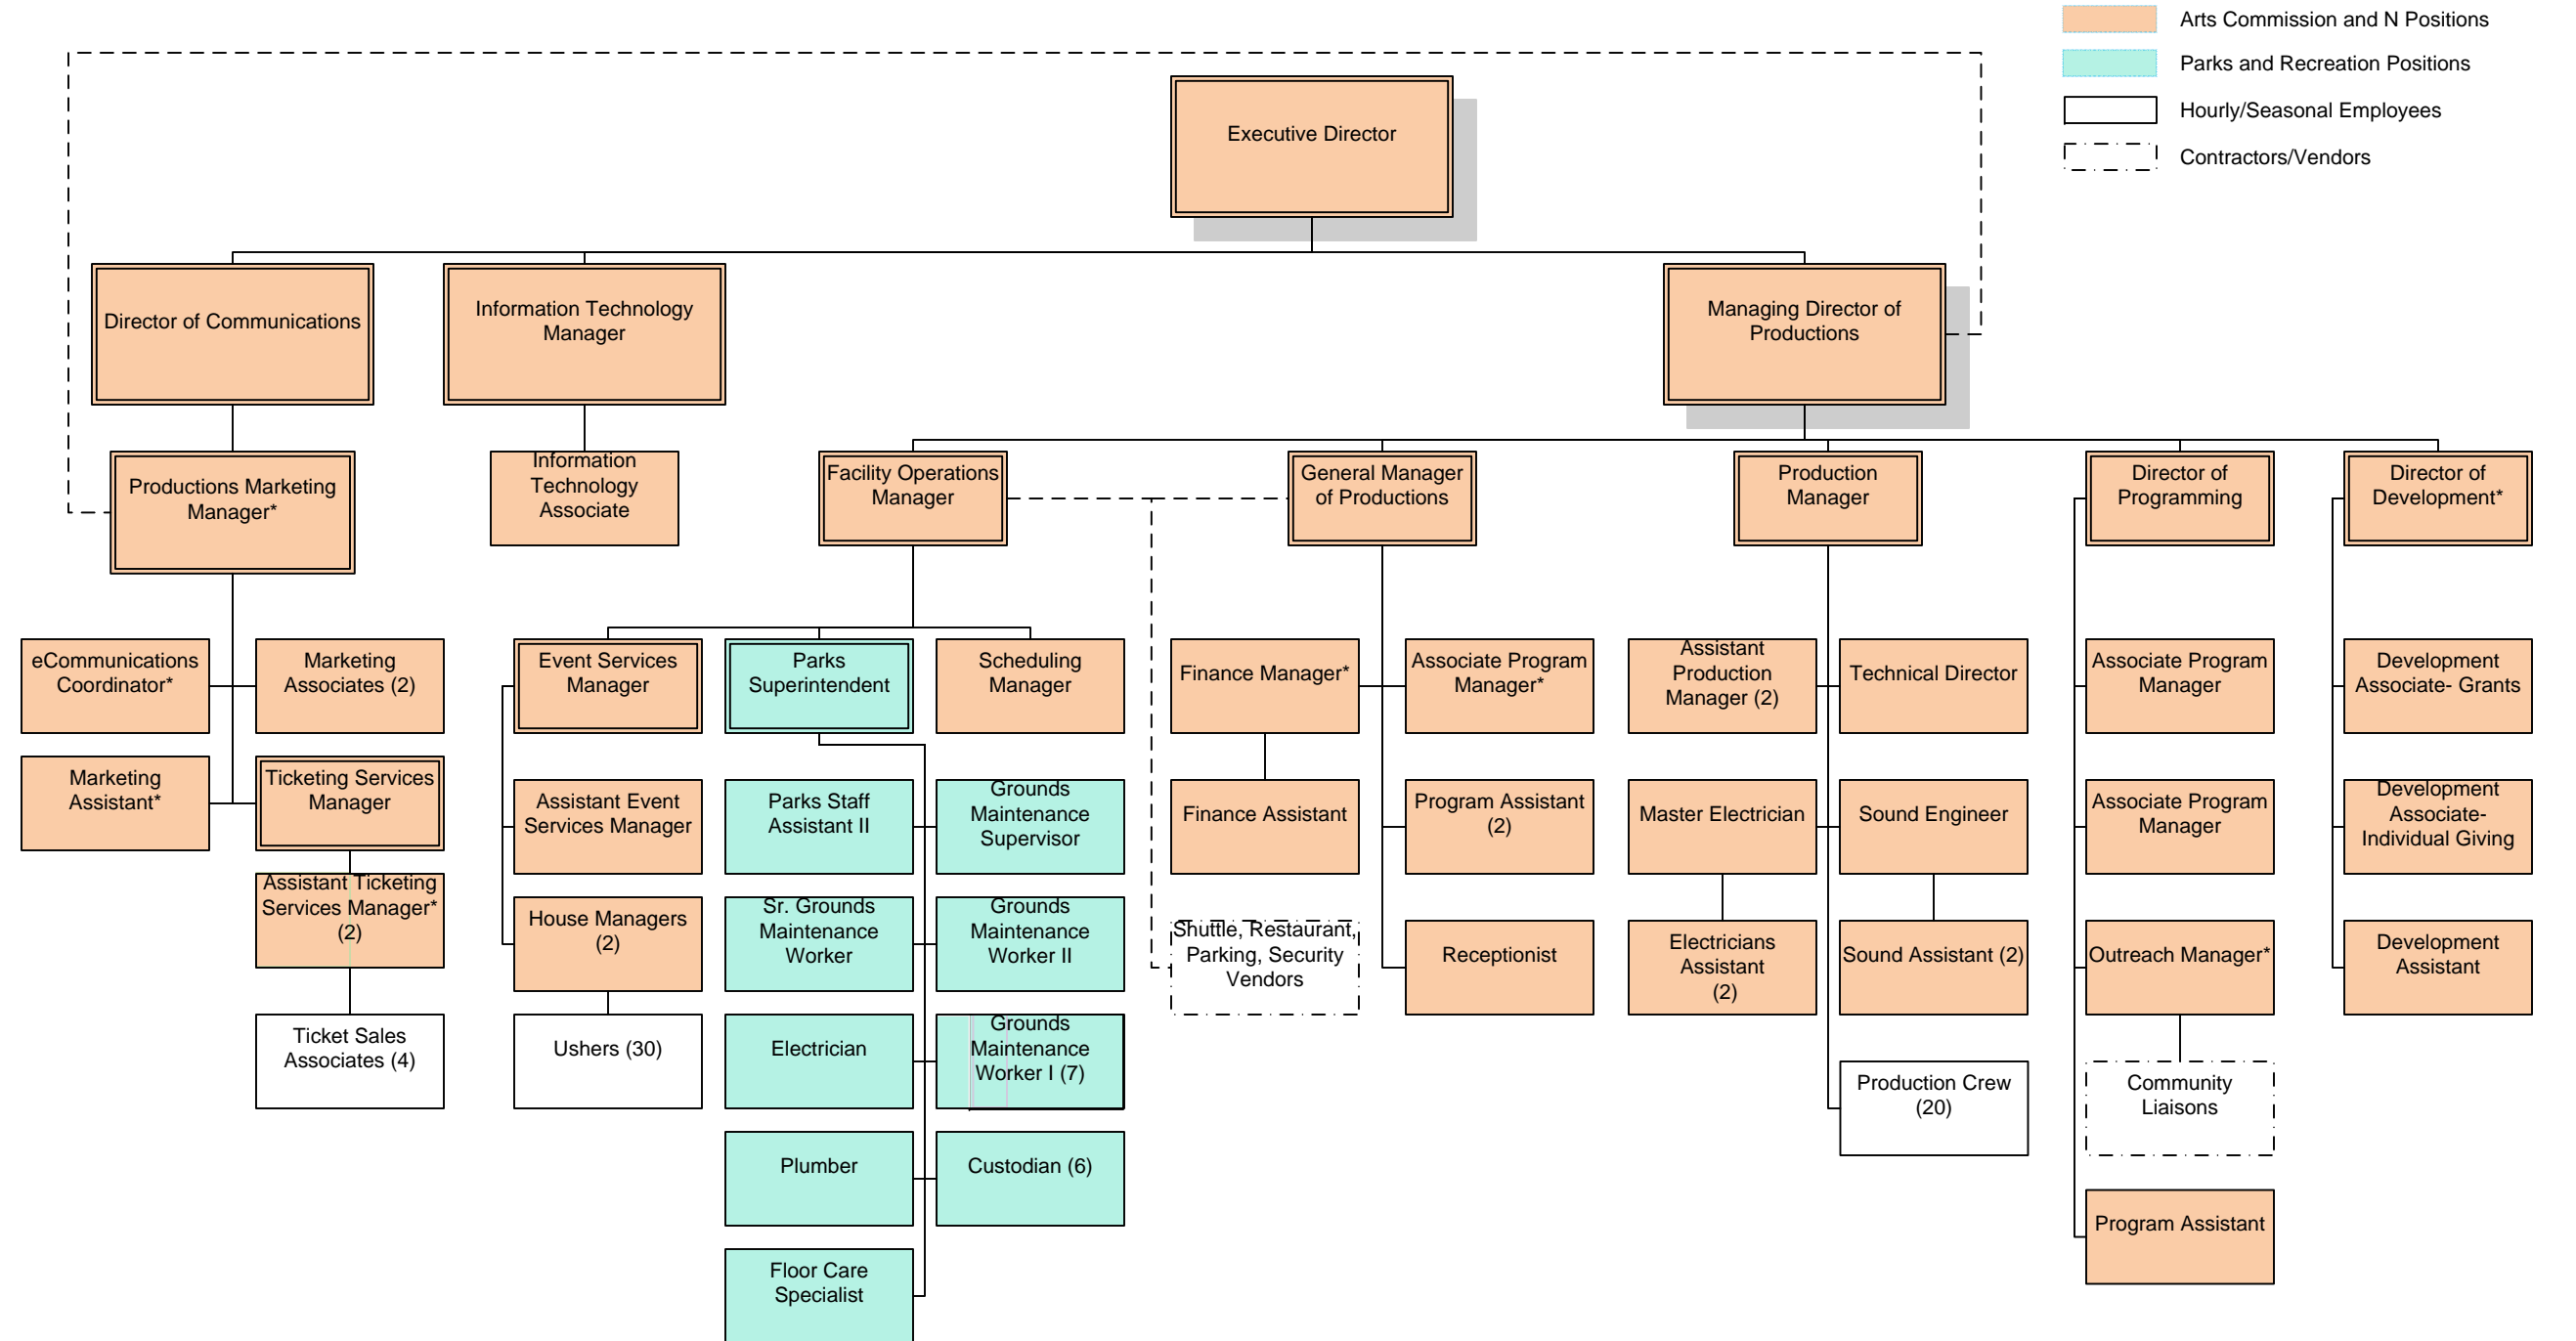 Arts Commission and N Positions
Parks and Recreation Positions
Hourly/Seasonal Employees
Contractors/Vendors
Executive Director
Director of Communications
Information Technology
Manager
Managing Director of
Productions
Productions Marketing
Manager*
Information
Technology
Associate
Facility Operations
Manager
General Manager
of Productions
Production
Manager
Director of
Programming
Director of
Development*
eCommunications
Coordinator*
Marketing
Associates (2)
Event Services
Manager
Parks
Superintendent
Scheduling
Manager
Finance Manager*
Associate Program
Manager*
Assistant
Production
Manager (2)
Technical Director
Associate Program
Manager
Development
Associate- Grants
Marketing
Assistant*
Ticketing Services
Manager
Assistant Event
Services Manager
Parks Staff
Assistant II
Grounds
Maintenance
Supervisor
Finance Assistant
Program Assistant
(2)
Master Electrician
Sound Engineer
Associate Program
Manager
Development
Associate-
Individual Giving
Assistant Ticketing
Services Manager*
(2)
House Managers
(2)
Sr. Grounds
Maintenance
Worker
Grounds
Maintenance
Worker II
Shuttle, Restaurant,
Parking, Security
Vendors
Receptionist
Electricians
Assistant
(2)
Sound Assistant (2)
Outreach Manager*
Development
Assistant
Ticket Sales
Associates (4)
Ushers (30)
Electrician
Grounds
Maintenance
Worker I (7)
Production Crew
(20)
Community
Liaisons
Plumber
Custodian (6)
Program Assistant
Floor Care
Specialist